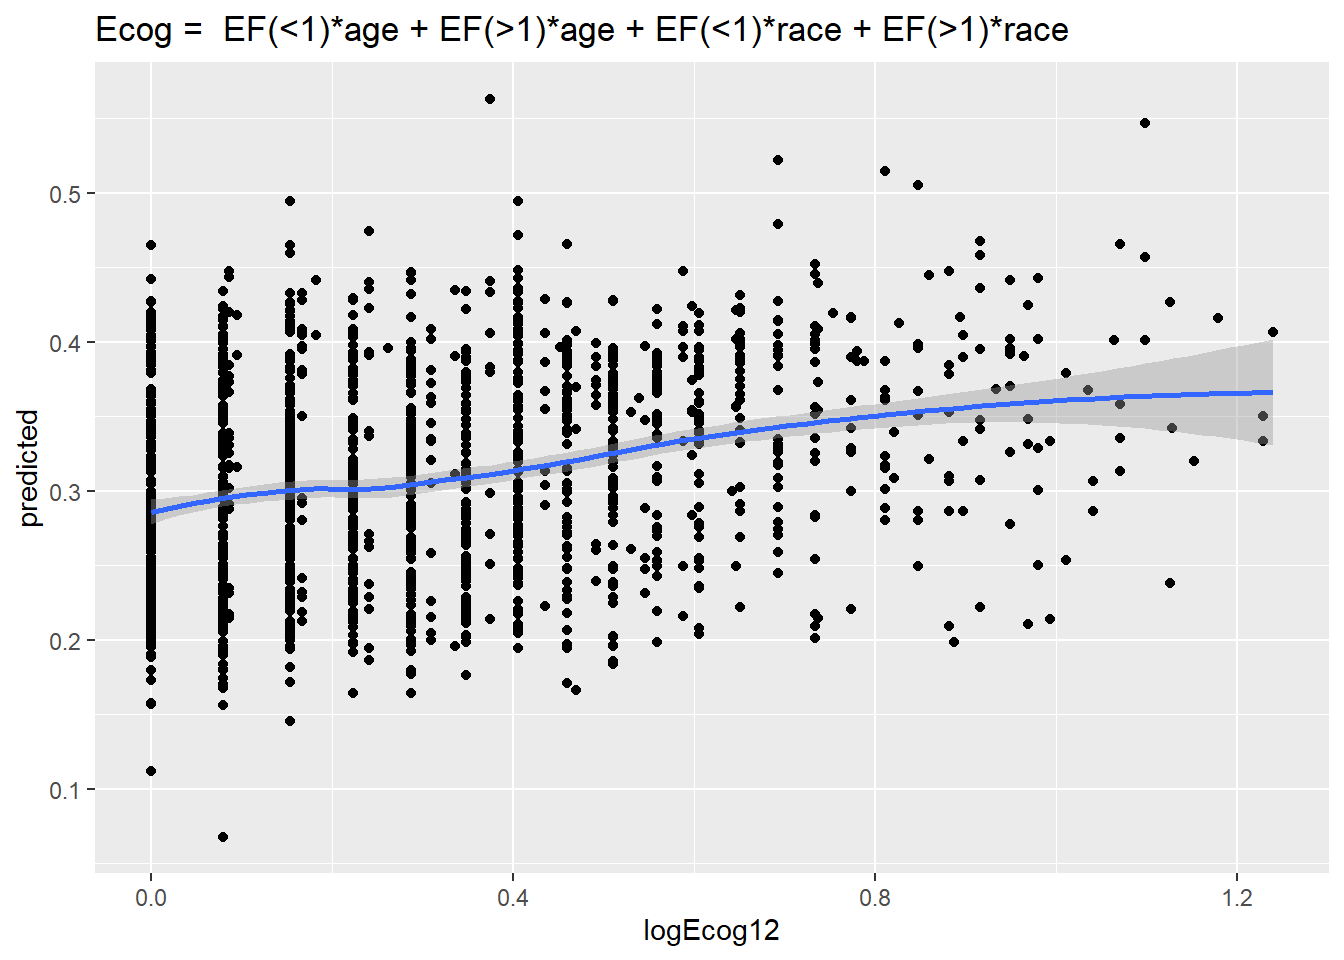 Ecog =  EF(<1)*age + EF(>1)*age + EF(<1)*race + EF(>1)*race
predicted
0.5
0.4
0.3
0.2
0.1
0.0 0.4 0.8 1.2
logEcog12